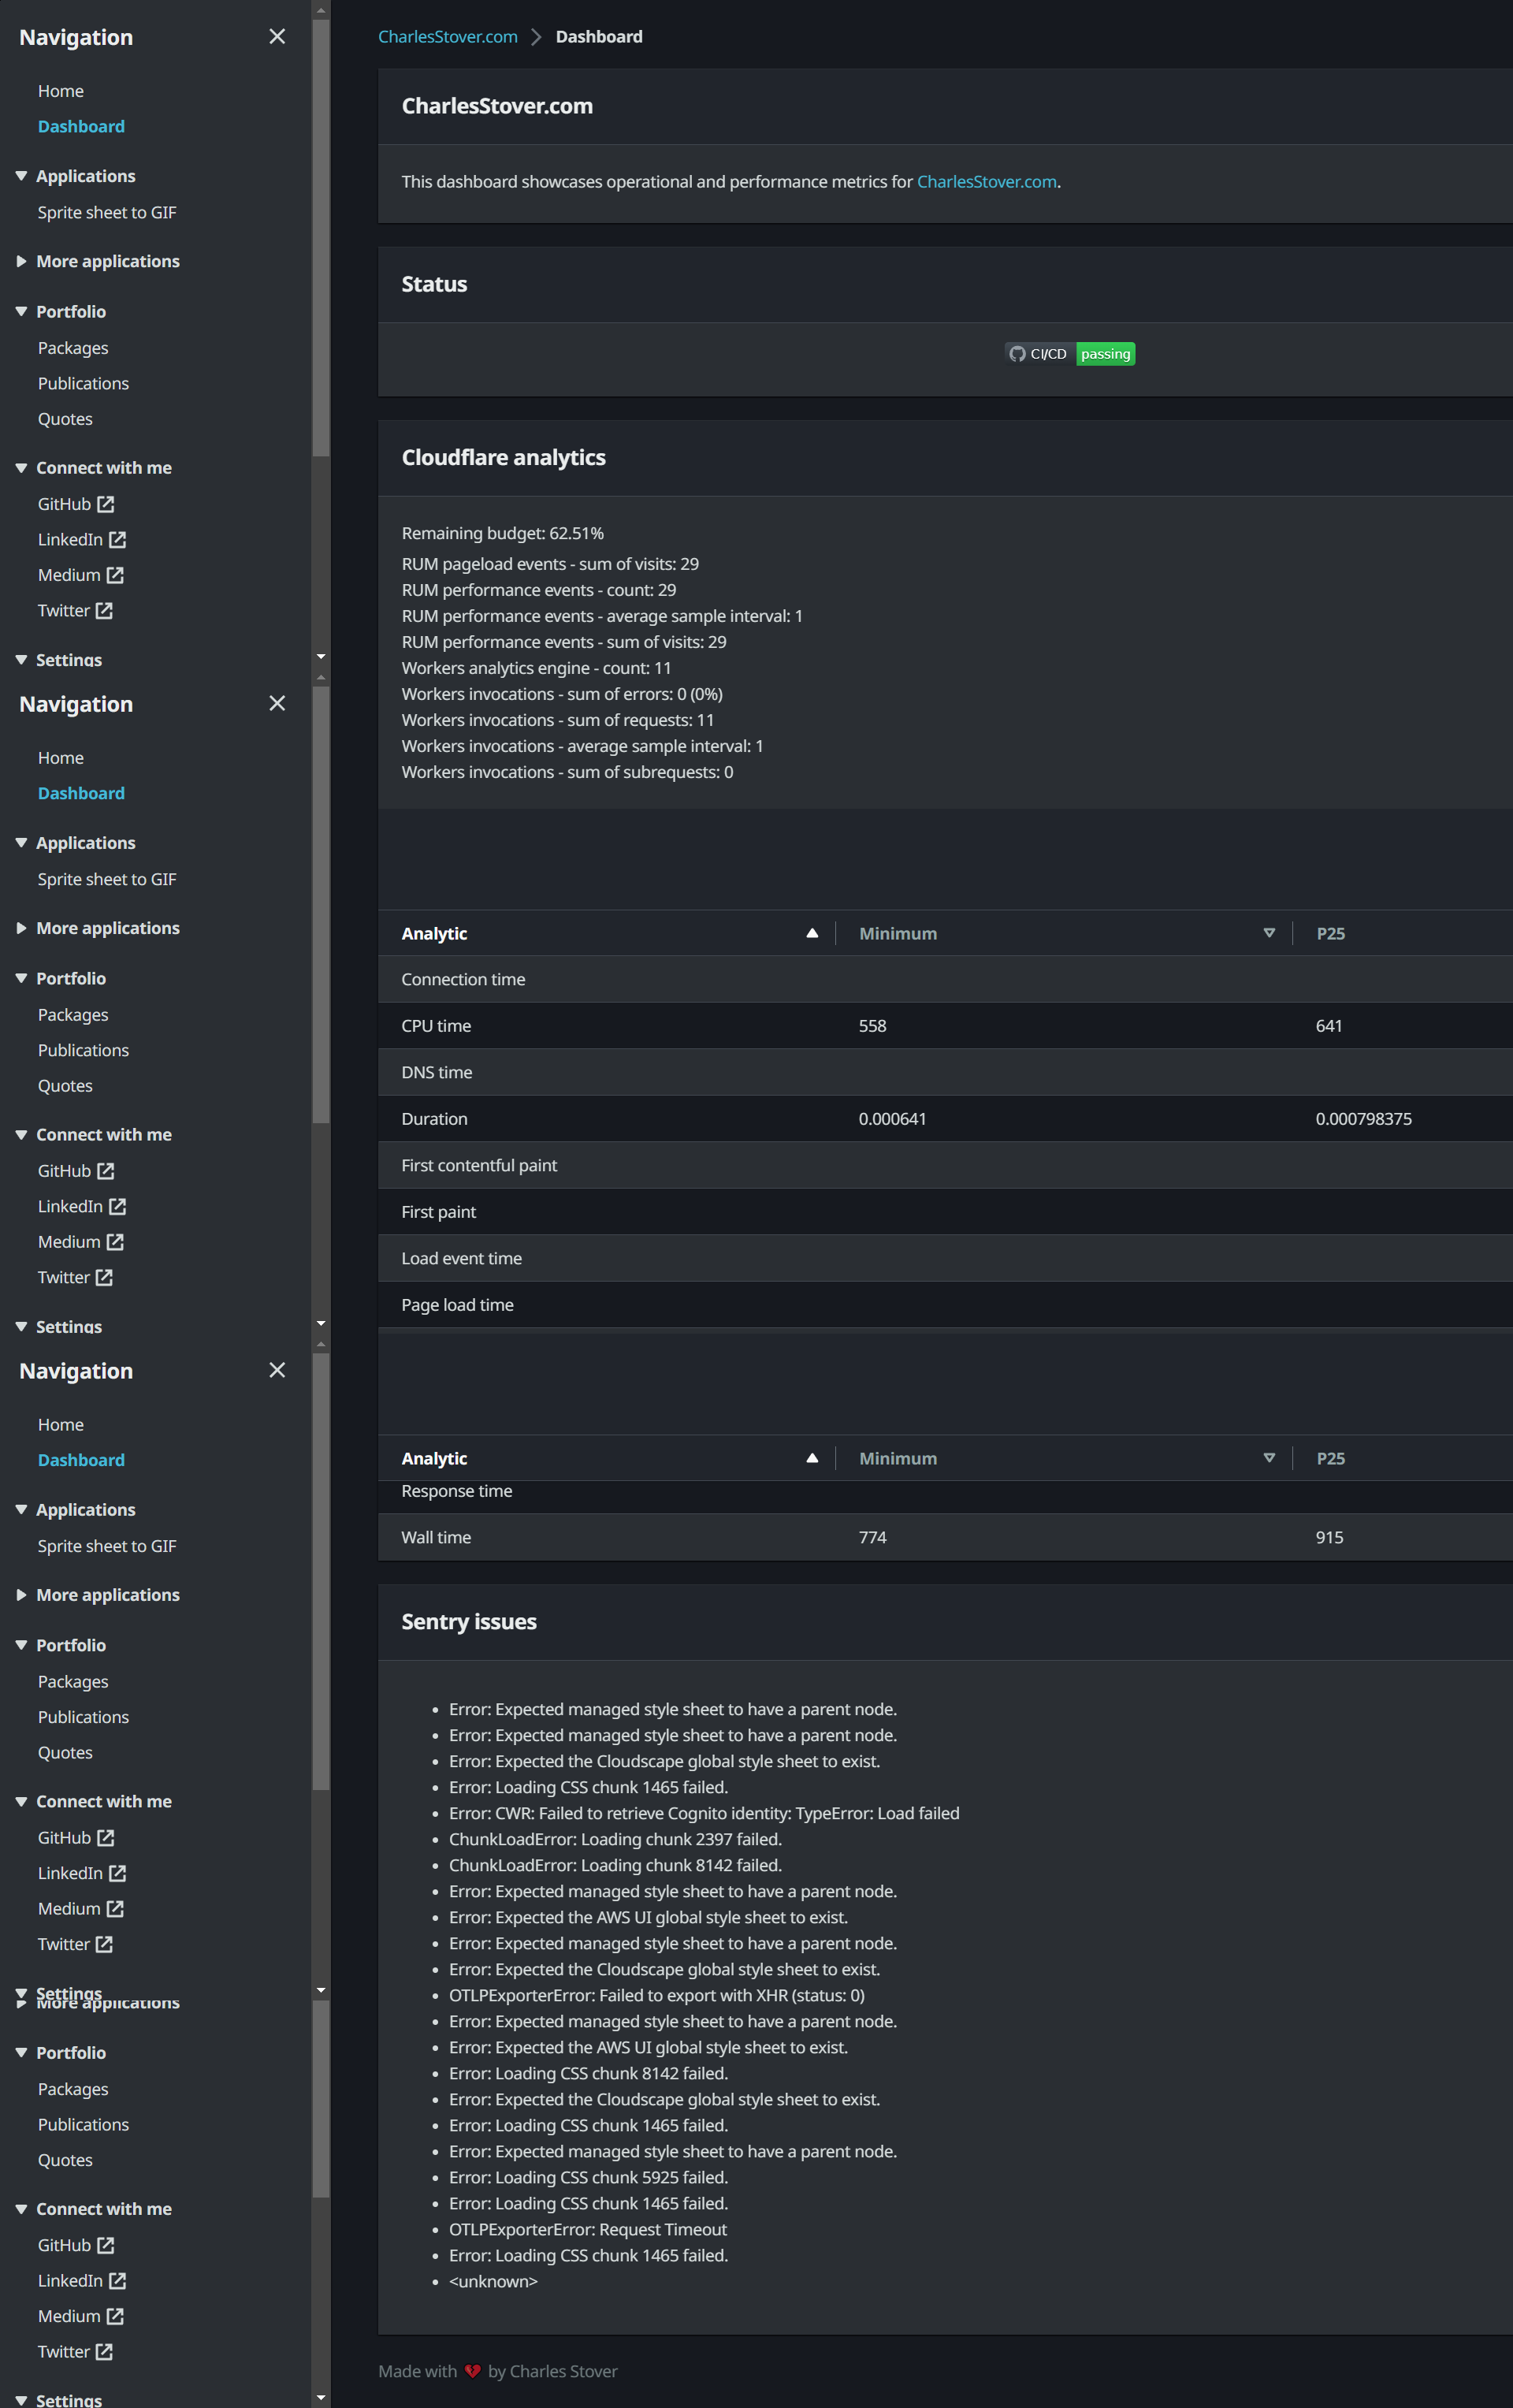 Navigation
Home
Dashboard
Applications
Sprite sheet to GIF
More applications
Portfolio
Packages
Publications
Quotes
Connect with me
GitHub
LinkedIn
Medium
Twitter
Settings
Navigation
Home
Dashboard
Applications
Sprite sheet to GIF
More applications
Portfolio
Packages
Publications
Quotes
Connect with me
GitHub
LinkedIn
Medium
Twitter
Settings
Navigation
Home
Dashboard
Applications
Sprite sheet to GIF
More applications
Portfolio
Packages
Publications
Quotes
Connect with me
GitHub
LinkedIn
Medium
Twitter
Settings
More applications
Portfolio
Packages
Publications
Quotes
Connect with me
GitHub
LinkedIn
Medium
Twitter
Settings
CharlesStover.com Dashboard
CharlesStover.com
This dashboard showcases operational and performance metrics for CharlesStover.com.
Status
CI/CD passing
Cloudflare analytics
Remaining budget: 62.51%
RUM pageload events - sum of visits: 29
RUM performance events - count: 29
RUM performance events - average sample interval: 1
RUM performance events - sum of visits: 29
Workers analytics engine - count: 11
Workers invocations - sum of errors: 0 (0%)
Workers invocations - sum of requests: 11
Workers invocations - average sample interval: 1
Workers invocations - sum of subrequests: 0
Analytic Minimum P25
Connection time
CPU time 558 641
DNS time
Duration 0.000641 0.000798375
First contentful paint
First paint
Load event time
Page load time
Analytic Minimum P25
Response time
Wall time 774 915
Sentry issues
Error: Expected managed style sheet to have a parent node.
Error: Expected managed style sheet to have a parent node.
Error: Expected the Cloudscape global style sheet to exist.
Error: Loading CSS chunk 1465 failed.
Error: CWR: Failed to retrieve Cognito identity: TypeError: Load failed
ChunkLoadError: Loading chunk 2397 failed.
ChunkLoadError: Loading chunk 8142 failed.
Error: Expected managed style sheet to have a parent node.
Error: Expected the AWS UI global style sheet to exist.
Error: Expected managed style sheet to have a parent node.
Error: Expected the Cloudscape global style sheet to exist.
OTLPExporterError: Failed to export with XHR (status: 0)
Error: Expected managed style sheet to have a parent node.
Error: Expected the AWS UI global style sheet to exist.
Error: Loading CSS chunk 8142 failed.
Error: Expected the Cloudscape global style sheet to exist.
Error: Loading CSS chunk 1465 failed.
Error: Expected managed style sheet to have a parent node.
Error: Loading CSS chunk 5925 failed.
Error: Loading CSS chunk 1465 failed.
OTLPExporterError: Request Timeout
Error: Loading CSS chunk 1465 failed.
<unknown>
Made with 💔 by Charles Stover